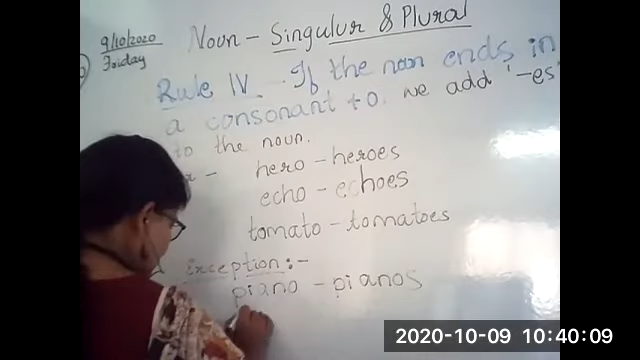 9/10/2020
Friday
Noun - Singulur & Plural
Rule IV. If the noun ends in
a consonant + o. we add '-es'
to the noun.
hero - heroes
echo - echoes
tomato - tomatoes
inception :-
piano - pianos
2020-10-09 10:40:09